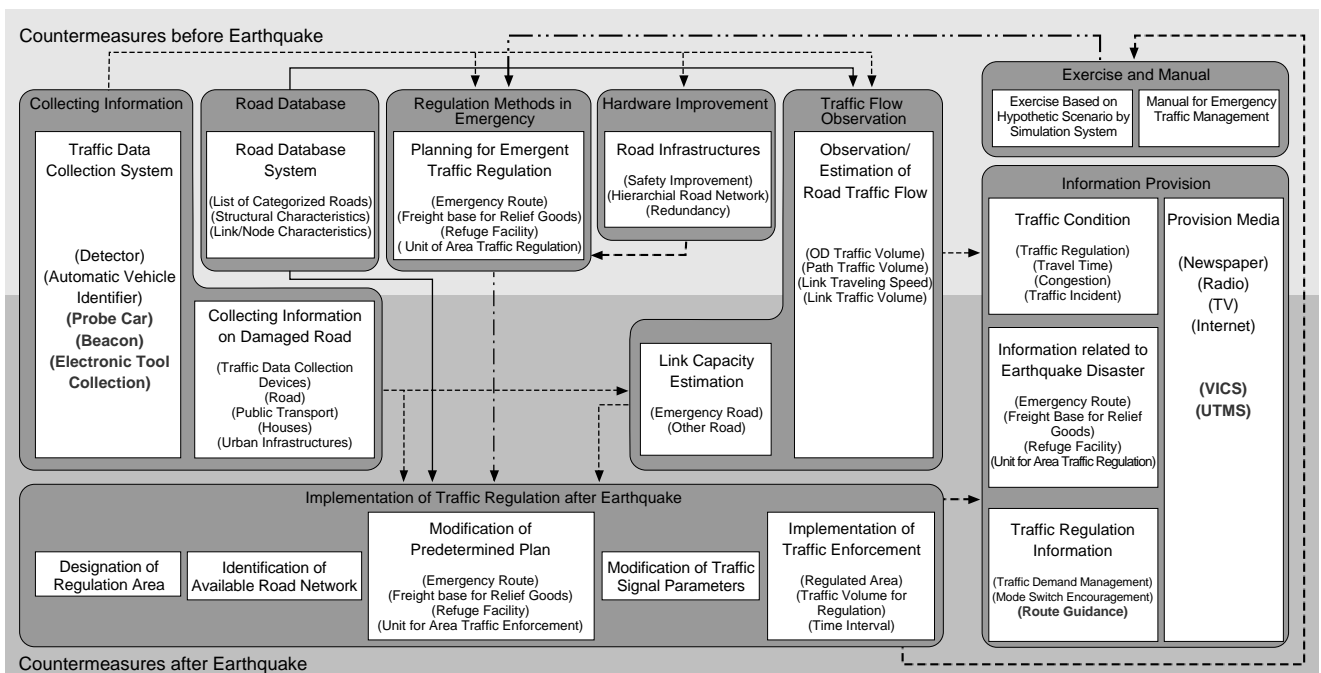 Countermeasures before Earthquake
Collecting Information
Traffic Data
Collection System
(Detector)
(Automatic Vehicle
Identifier)
(Probe Car)
(Beacon)
(Electronic Tool
Collection)
Road Database
Road Database
System
(List of Categorized Roads)
(Structural Characteristics)
(Link/Node Characteristics)
Regulation Methods in
Emergency
Planning for Emergent
Traffic Regulation
(Emergency Route)
(Freight base for Relief Goods)
(Refuge Facility)
( Unit of Area Traffic Regulation)
Hardware Improvement
Road Infrastructures
(Safety Improvement)
(Hierarchial Road Network)
(Redundancy)
Traffic Flow
Observation
Observation/
Estimation of
Road Traffic Flow
(OD Traffic Volume)
(Path Traffic Volume)
(Link Traveling Speed)
(Link Traffic Volume)
Exercise and Manual
Exercise Based on
Hypothetic Scenario by
Simulation System
Manual for Emergency
Traffic Management
Collecting Information
on Damaged Road
(Traffic Data Collection
Devices)
(Road)
(Public Transport)
(Houses)
(Urban Infrastructures)
Link Capacity
Estimation
(Emergency Road)
(Other Road)
Information Provision
Traffic Condition
(Traffic Regulation)
(Travel Time)
(Congestion)
(Traffic Incident)
Information related to
Earthquake Disaster
(Emergency Route)
(Freight Base for Relief
Goods)
(Refuge Facility)
(Unit for Area Traffic Regulation)
Traffic Regulation
Information
(Traffic Demand Management)
(Mode Switch Encouragement)
(Route Guidance)
Provision Media
(Newspaper)
(Radio)
(TV)
(Internet)
(VICS)
(UTMS)
Implementation of Traffic Regulation after Earthquake
Designation of
Regulation Area
Identification of
Available Road Network
Modification of
Predetermined Plan
(Emergency Route)
(Freight base for Relief Goods)
(Refuge Facility)
(Unit for Area Traffic Enforcement)
Modification of Traffic
Signal Parameters
Implementation of
Traffic Enforcement
(Regulated Area)
(Traffic Volume for
Regulation)
(Time Interval)
Countermeasures after Earthquake